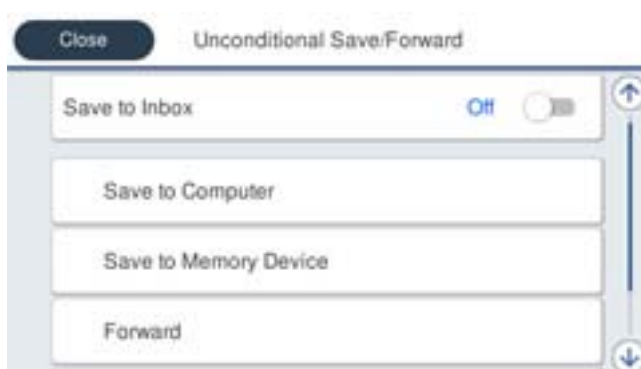 Close Unconditional Save/Forward
Save to Inbox Off
Save to Computer
Save to Memory Device
Forward